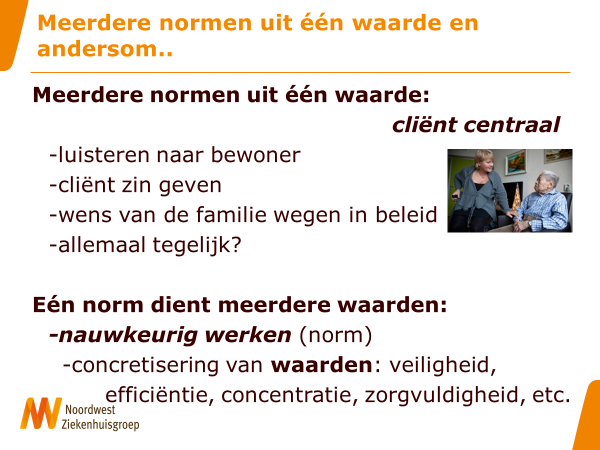 Meerdere normen uit één waarde en
andersom..
Meerdere normen uit één waarde:
cliënt centraal
-luisteren naar bewoner
-cliënt zin geven
-wens van de familie wegen in beleid
-allemaal tegelijk?
Eén norm dient meerdere waarden:
-nauwkeurig werken (norm)
-concretisering van waarden: veiligheid,
efficiëntie, concentratie, zorgvuldigheid, etc.
Noordwest
Ziekenhuisgroep